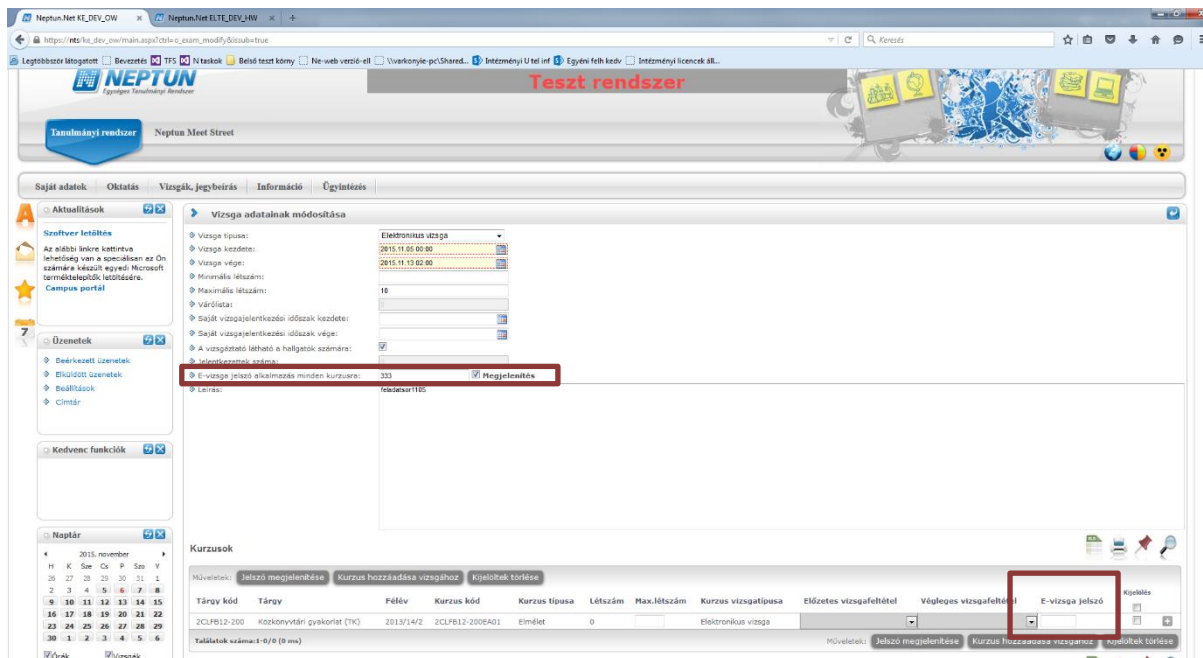 Neptun.Net KE_DEV_OW
Neptun.Net ELTE_DEV_HW
https://nts/ke_dev_ow/main.aspx?ctrl=o_exam_modify&issub=true
Keresés
Legtöbbször látogatott Bevezetés TFS N taskok Belső teszt körny Ne-web verzió-ell \\varkonyie-pc\Shared... Intézményi U tel inf Egyéni felh kedv Intézményi licencek áll...
NEPTUN
Egységes Tanulmányi Rendszer
Teszt rendszer
Tanulmányi rendszer Neptun Meet Street
Saját adatok Oktatás Vizsgák, jegybeírás Információ Ügyintézés
Aktualitások
Szoftver letöltés
Az alábbi linkre kattintva
lehetőség van a speciálisan az Ön
számára készült egyedi Microsoft
terméktelepítők letöltésére.
Campus portál
7
Üzenetek
Beérkezett üzenetek
Elküldött üzenetek
Beállítások
Címtár
Kedvenc funkciók
Naptár
2015. november
H K Sze Cs P Szo V
26 27 28 29 30 31 1
2 3 4 5 6 7 8
9 10 11 12 13 14 15
16 17 18 19 20 21 22
23 24 25 26 27 28 29
30 1 2 3 4 5 6
Órák Vizsgák
Vizsga adatainak módosítása
Vizsga típusa: Elektronikus vizsga
Vizsga kezdete: 2015.11.05 00:00
Vizsga vége: 2015.11.13 02:00
Minimális létszám:
Maximális létszám: 10
Várólista:
Saját vizsgajelentkezési időszak kezdete:
Saját vizsgajelentkezési időszak vége:
A vizsgáztató látható a hallgatók számára:
Jelentkezettek száma:
E-vizsga jelszó alkalmazás minden kurzusra: 333 Megjelenítés
Leírás: feladatsor1105
Kurzusok
Műveletek: Jelszó megjelenítése Kurzus hozzáadása vizsgához Kijelöltek törlése
Tárgy kód Tárgy Félév Kurzus kód Kurzus típusa Létszám Max.létszám Kurzus vizsgatípusa Előzetes vizsgafeltétel Végleges vizsgafeltétel E-vizsga jelszó Kijelölés
2CLFB12-200 Közkönyvtári gyakorlat (TK) 2013/14/2 2CLFB12-200EA01 Elmélet 0 Elektronikus vizsga
Találatok száma:1-0/0 (0 ms) Műveletek: Jelszó megjelenítése Kurzus hozzáadása vizsgához Kijelöltek törlése